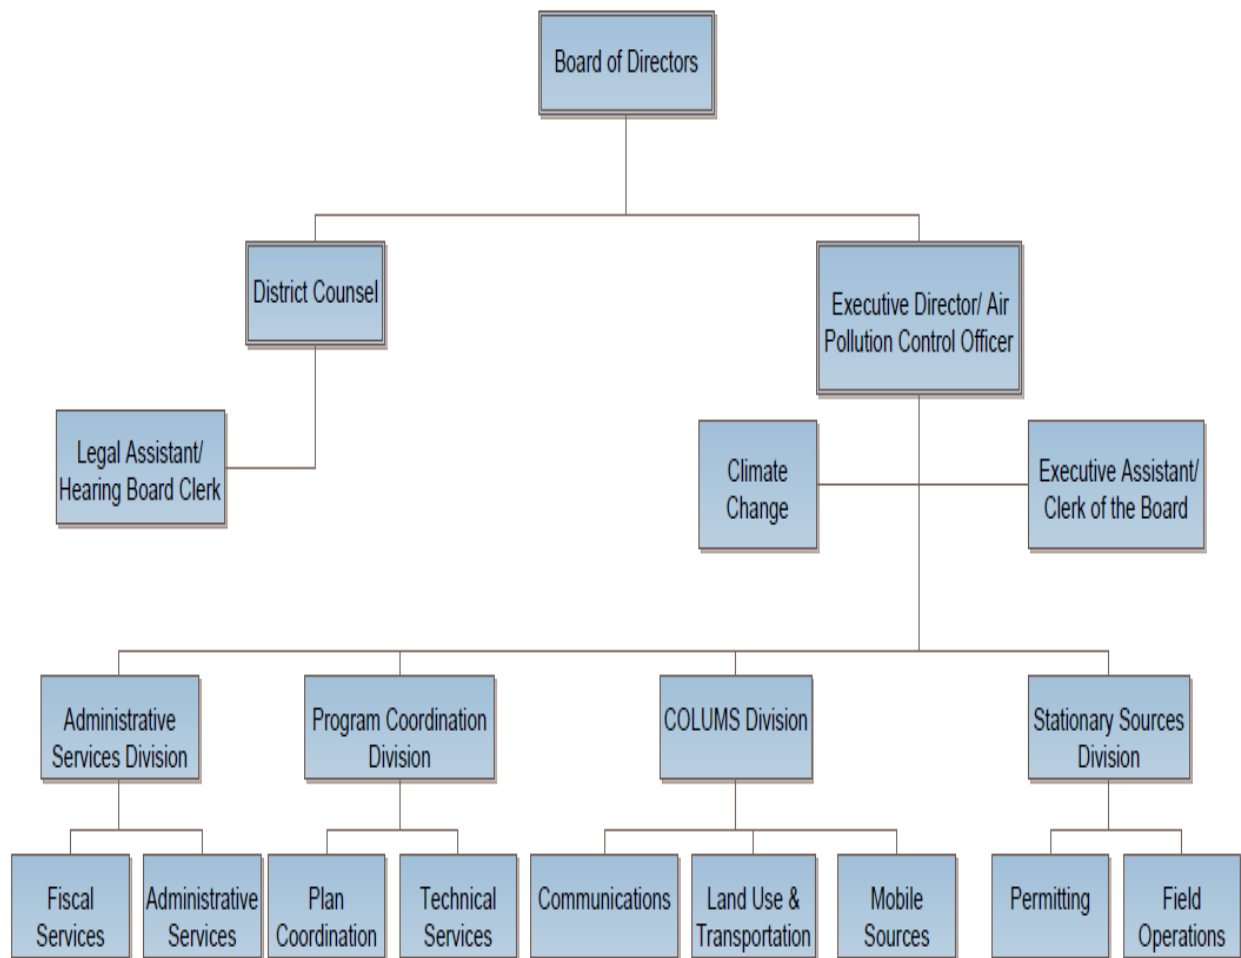 Board of Directors
District Counsel
Executive Director/ Air
Pollution Control Officer
Legal Assistant/
Hearing Board Clerk
Climate
Change
Executive Assistant/
Clerk of the Board
Administrative
Services Division
Program Coordination
Division
COLUMS Division
Stationary Sources
Division
Fiscal
Services
Administrative
Services
Plan
Coordination
Technical
Services
Communications
Land Use &
Transportation
Mobile
Sources
Permitting
Field
Operations